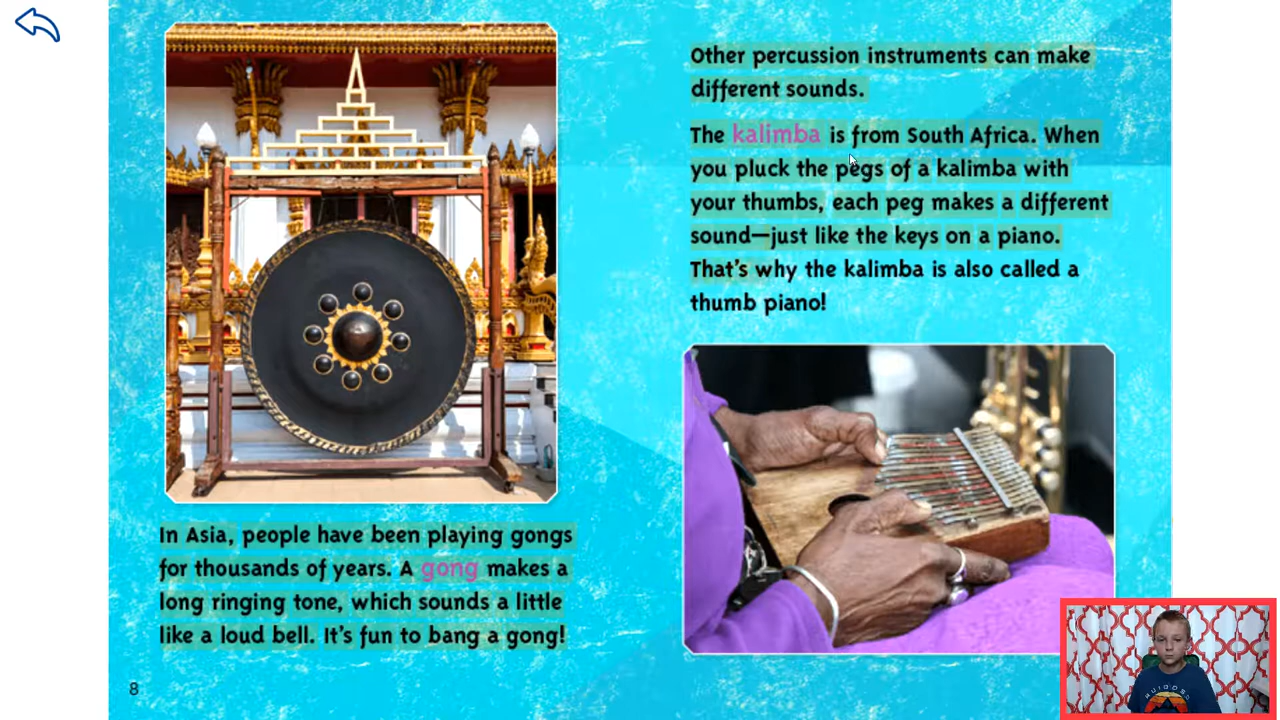 In Asia, people have been playing gongs
for thousands of years. A gong makes a
long ringing tone, which sounds a little
like a loud bell. It's fun to bang a gong!
8
Other percussion instruments can make
different sounds.
The kalimba is from South Africa. When
you pluck the pegs of a kalimba with
your thumbs, each peg makes a different
sound—just like the keys on a piano.
That's why the kalimba is also called a
thumb piano!